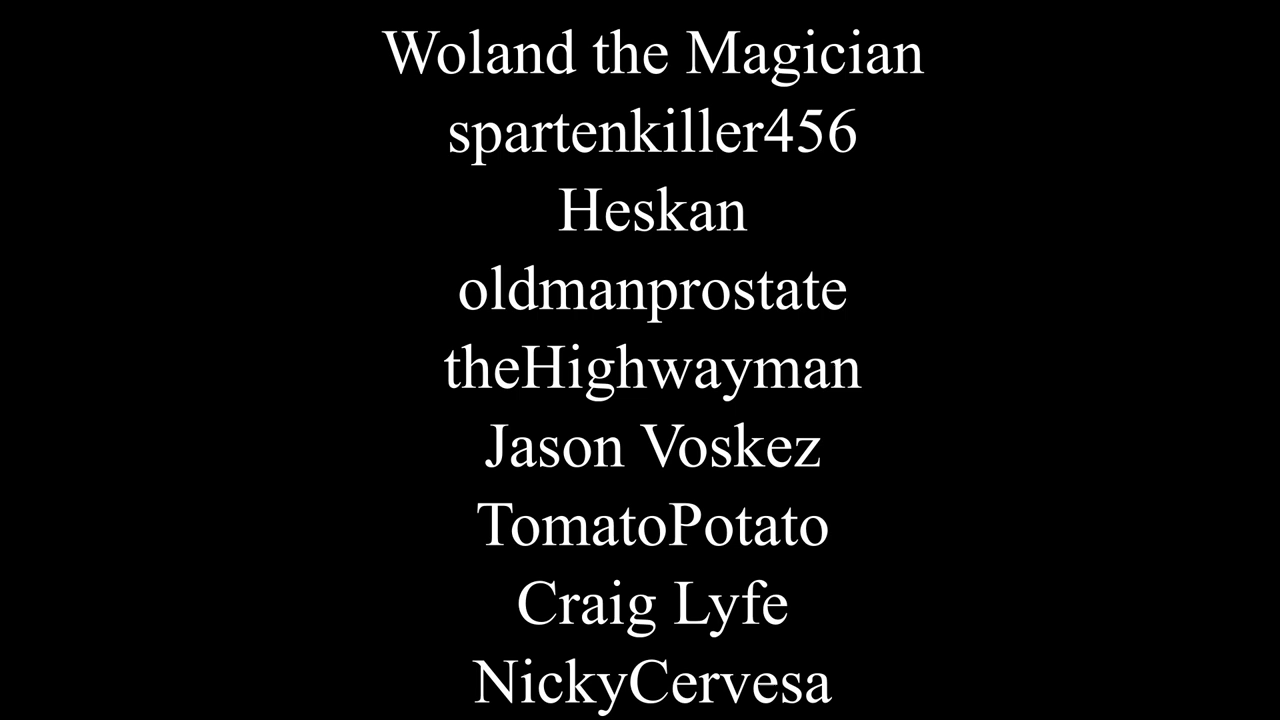 Woland the Magician
spartenkiller456
Heskan
oldmanprostate
theHighwayman
Jason Voskez
TomatoPotato
Craig Lyfe
NickyCervesa